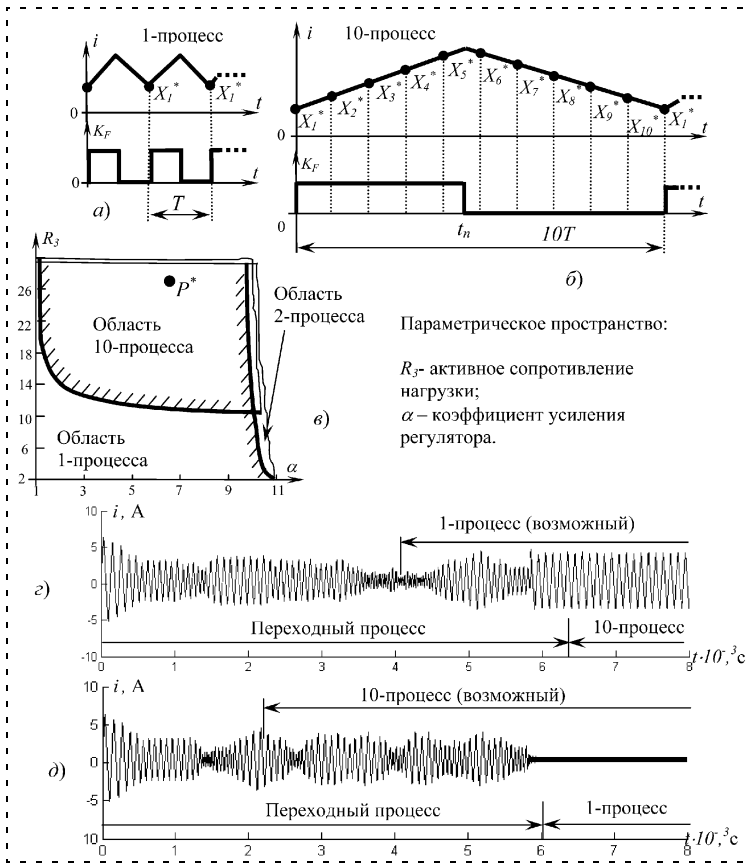 1-процесс
i
X₁*
X₁*
t
0
K_F
0
t
T
а)
10-процесс
i
X₁*
X₂*
X₃*
X₄*
X₅*
X₆*
X₇*
X₈*
X₉*
X₁₀*
X₁*
t
0
K_F
0
tₙ
10T
t
б)
R₃
26
22
18
14
10
6
2
1
3
5
7
9
11
α
P*
Область
10-процесса
Область
2-процесса
Область
1-процесса
в)
Параметрическое пространство:
R₃- активное сопротивление
нагрузки;
α – коэффициент усиления
регулятора.
г)
i, А
10
5
0
-5
-10
1-процесс (возможный)
Переходный процесс
10-процесс
0 1 2 3 4 5 6 7 8
t·10⁻,³с
д)
i, А
10
5
0
-5
10
10-процесс (возможный)
Переходный процесс
1-процесс
0 1 2 3 4 5 6 7 8
t·10⁻,³с